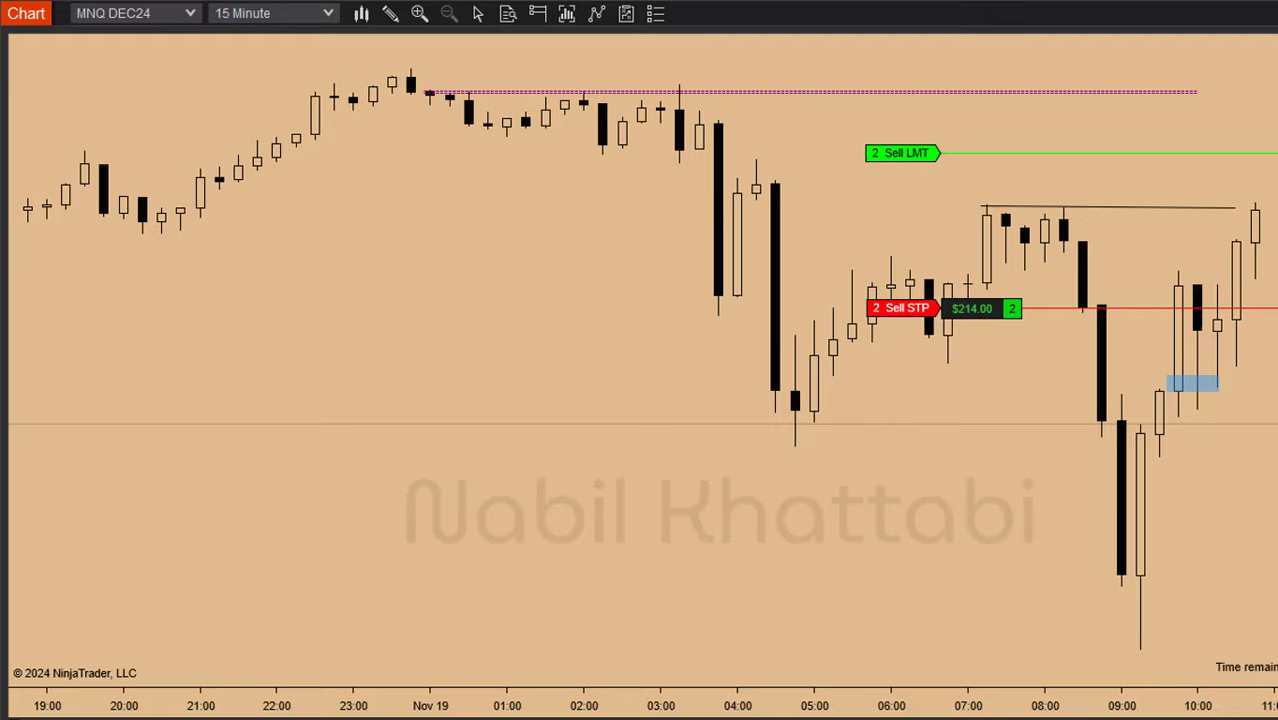 Chart MNQ DEC24 15 Minute
2 Sell LMT
2 Sell STP $214.00 2
Nabil Khattabi
© 2024 NinjaTrader, LLC
Time remain
19:00 20:00 21:00 22:00 23:00 Nov 19 01:00 02:00 03:00 04:00 05:00 06:00 07:00 08:00 09:00 10:00 11:0